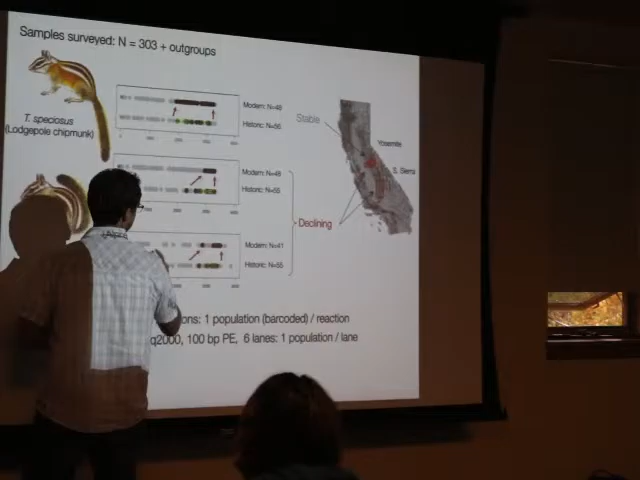 Samples surveyed: N = 303 + outgroups
T. speciosus
(Lodgepole chipmunk)
Modern: N=48
Historic: N=56
Stable
Yosemite
S. Sierra
Modern: N=48
Historic: N=55
Declining
Modern: N=41
Historic: N=55
ons: 1 population (barcoded) / reaction
q2000, 100 bp PE, 6 lanes: 1 population / lane